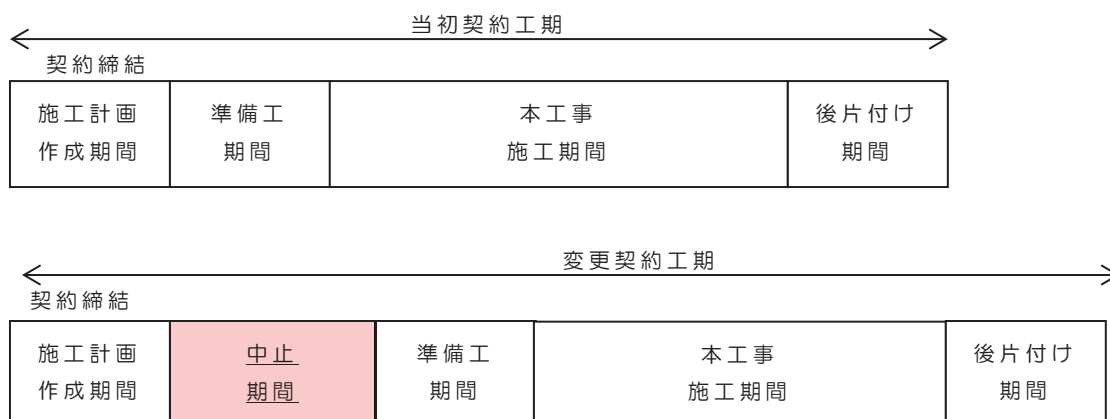 当初契約工期
契約締結
施工計画 準備工 本工事 後片付け
作成期間 期間 施工期間 期間
変更契約工期
契約締結
施工計画 中止 準備工 本工事 後片付け
作成期間 期間 期間 施工期間 期間